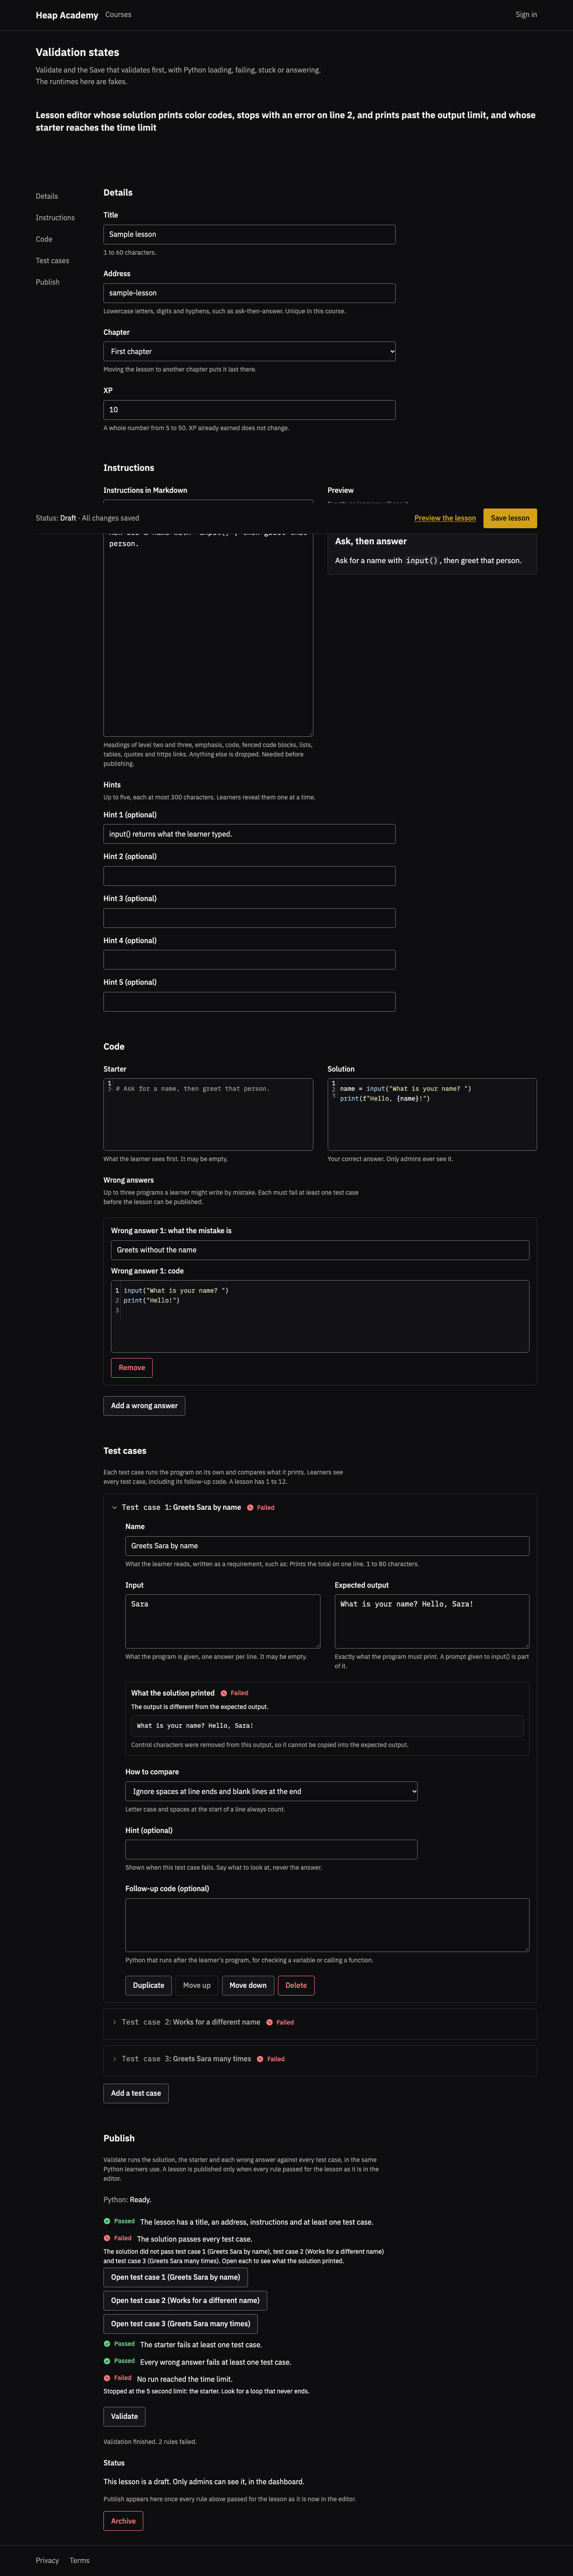 Heap Academy
Courses
Sign in
Validation states
Validate and the Save that validates first, with Python loading, failing, stuck or answering.
The runtimes here are fakes.
Lesson editor whose solution prints color codes, stops with an error on line 2, and prints past the output limit, and whose
starter reaches the time limit
Details
Instructions
Code
Test cases
Publish
Details
Title
Sample lesson
1 to 60 characters.
Address
sample-lesson
Lowercase letters, digits and hyphens, such as ask-then-answer. Unique in this course.
Chapter
First chapter
Moving the lesson to another chapter puts it last there.
XP
10
A whole number from 5 to 50. XP already earned does not change.
Instructions
Instructions in Markdown
Preview
Status: Draft · All changes saved
Preview the lesson
Save lesson
person.
Ask, then answer
Ask for a name with input(), then greet that person.
Headings of level two and three, emphasis, code, fenced code blocks, lists,
tables, quotes and https links. Anything else is dropped. Needed before
publishing.
Hints
Up to five, each at most 300 characters. Learners reveal them one at a time.
Hint 1 (optional)
input() returns what the learner typed.
Hint 2 (optional)
Hint 3 (optional)
Hint 4 (optional)
Hint 5 (optional)
Code
Starter
1
2
# Ask for a name, then greet that person.
What the learner sees first. It may be empty.
Solution
1
2
3
name = input("What is your name? ")
print(f"Hello, {name}!")
Your correct answer. Only admins ever see it.
Wrong answers
Up to three programs a learner might write by mistake. Each must fail at least one test case
before the lesson can be published.
Wrong answer 1: what the mistake is
Greets without the name
Wrong answer 1: code
1 input("What is your name? ")
2 print("Hello!")
3
Remove
Add a wrong answer
Test cases
Each test case runs the program on its own and compares what it prints. Learners see
every test case, including its follow-up code. A lesson has 1 to 12.
Test case 1: Greets Sara by name Failed
Name
Greets Sara by name
What the learner reads, written as a requirement, such as: Prints the total on one line. 1 to 80 characters.
Input
Sara
What the program is given, one answer per line. It may be empty.
Expected output
What is your name? Hello, Sara!
Exactly what the program must print. A prompt given to input() is part
of it.
What the solution printed Failed
The output is different from the expected output.
What is your name? Hello, Sara!
Control characters were removed from this output, so it cannot be copied into the expected output.
How to compare
Ignore spaces at line ends and blank lines at the end
Letter case and spaces at the start of a line always count.
Hint (optional)
Shown when this test case fails. Say what to look at, never the answer.
Follow-up code (optional)
Python that runs after the learner's program, for checking a variable or calling a function.
Duplicate
Move up
Move down
Delete
Test case 2: Works for a different name Failed
Test case 3: Greets Sara many times Failed
Add a test case
Publish
Validate runs the solution, the starter and each wrong answer against every test case, in the same
Python learners use. A lesson is published only when every rule passed for the lesson as it is in the
editor.
Python: Ready.
Passed The lesson has a title, an address, instructions and at least one test case.
Failed The solution passes every test case.
The solution did not pass test case 1 (Greets Sara by name), test case 2 (Works for a different name)
and test case 3 (Greets Sara many times). Open each to see what the solution printed.
Open test case 1 (Greets Sara by name)
Open test case 2 (Works for a different name)
Open test case 3 (Greets Sara many times)
Passed The starter fails at least one test case.
Passed Every wrong answer fails at least one test case.
Failed No run reached the time limit.
Stopped at the 5 second limit: the starter. Look for a loop that never ends.
Validate
Validation finished. 2 rules failed.
Status
This lesson is a draft. Only admins can see it, in the dashboard.
Publish appears here once every rule above passed for the lesson as it is now in the editor.
Archive
Privacy
Terms